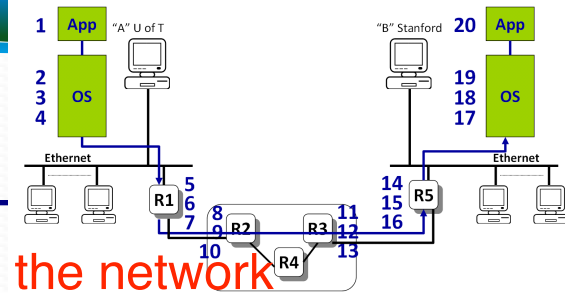 1 App "A" U of T "B" Stanford 20 App
2 19
3 OS 18 OS
4 17
Ethernet Ethernet
R1 5 14 R5
6 15
7 16
8 11
9 R2 R3 12
10 13
R4
the network